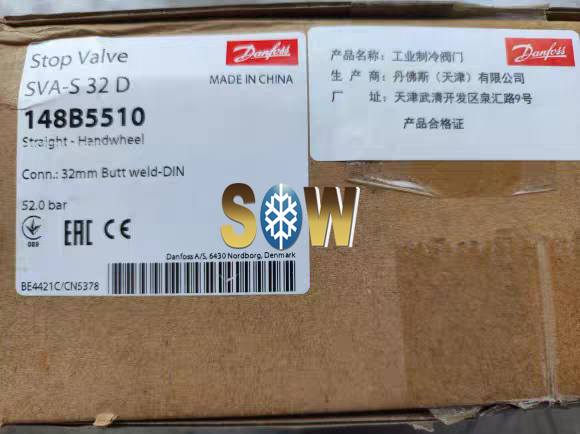 Stop Valve
SVA-S 32 D
148B5510
Straight - Handwheel
Conn.: 32mm Butt weld-DIN
52.0 bar
Danfoss
MADE IN CHINA
089
EAC CE
Danfoss A/S, 6430 Nordborg, Denmark
BE4421C/CN5378
产品名称：工业制冷阀门
生 产 商：丹佛斯（天津）有限公司
厂　　址：天津武清开发区泉汇路9号
产品合格证
Danfoss
SOW